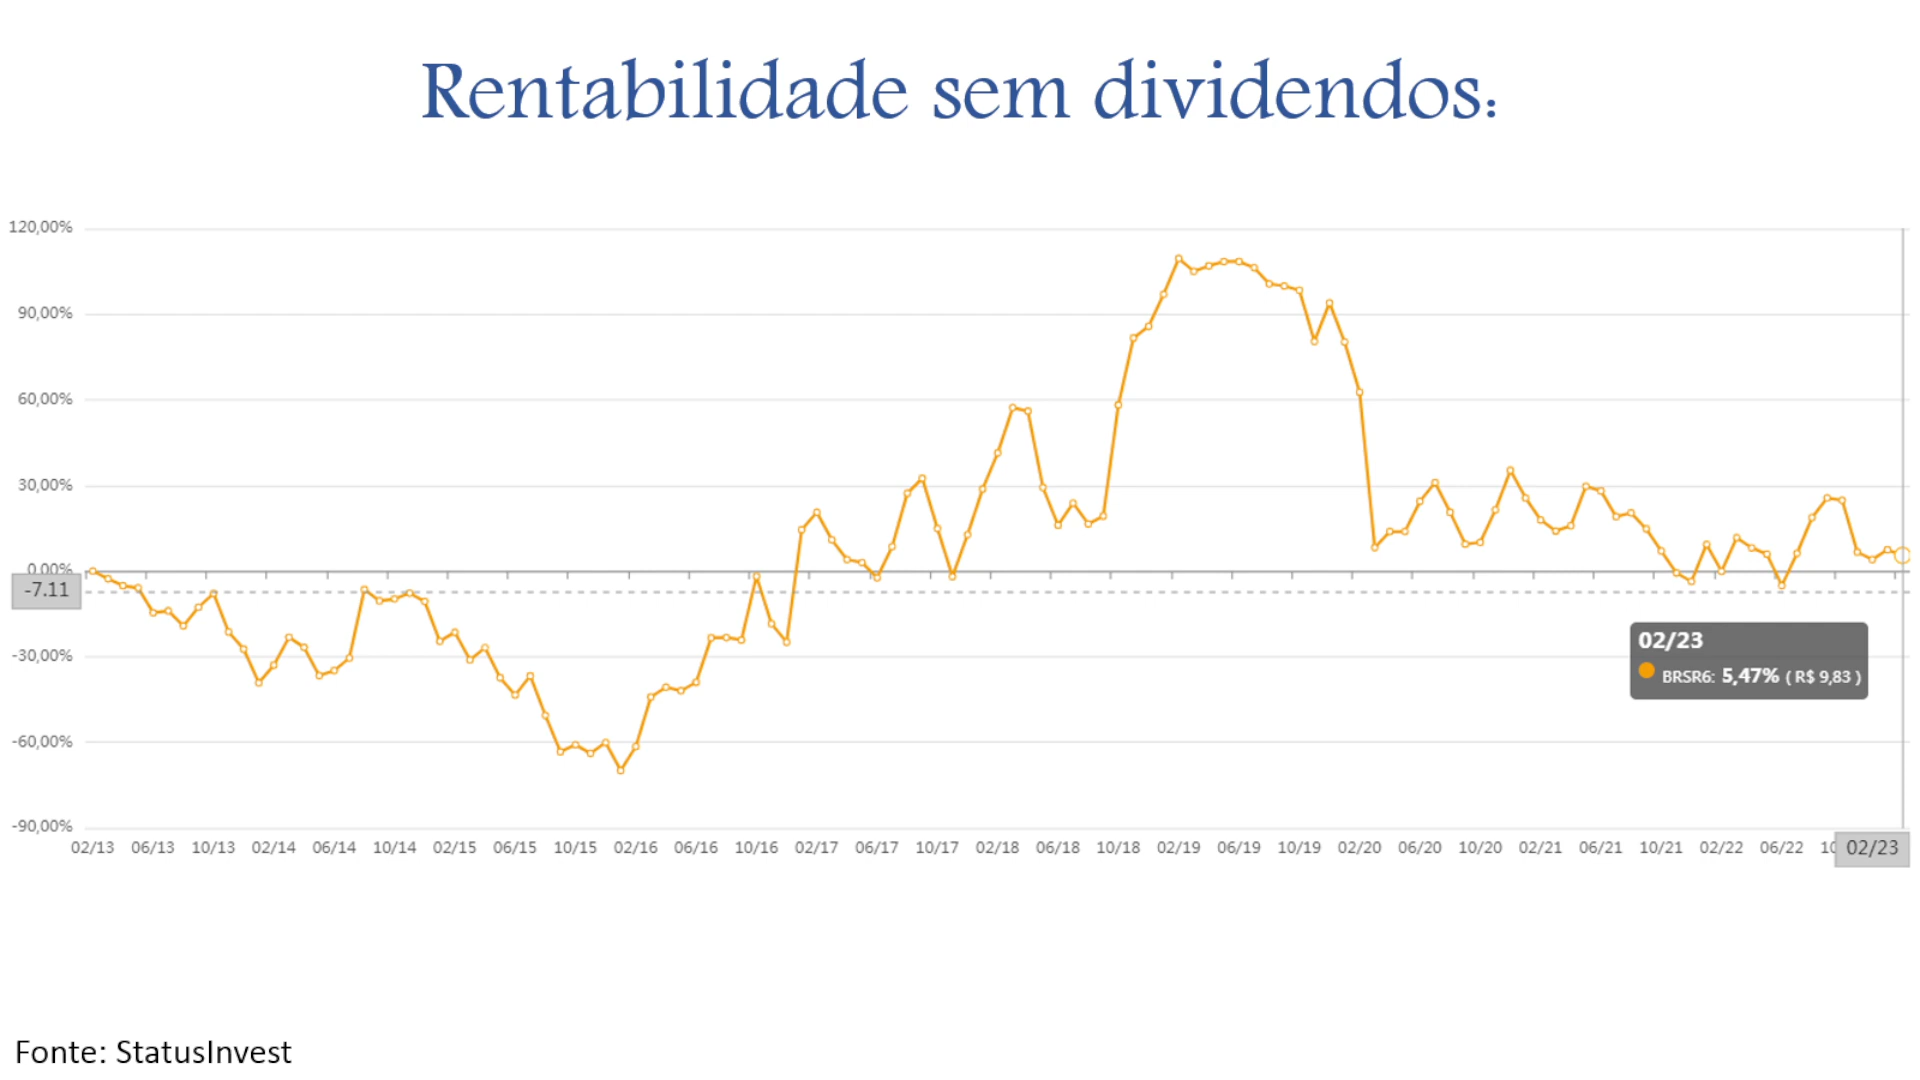 Rentabilidade sem dividendos:
120,00%
90,00%
60,00%
30,00%
0,00%
-7.11
-30,00%
-60,00%
-90,00%
02/23
BRSR6: 5,47% ( R$ 9,83 )
02/13 06/13 10/13 02/14 06/14 10/14 02/15 06/15 10/15 02/16 06/16 10/16 02/17 06/17 10/17 02/18 06/18 10/18 02/19 06/19 10/19 02/20 06/20 10/20 02/21 06/21 10/21 02/22 06/22 02/23
Fonte: StatusInvest